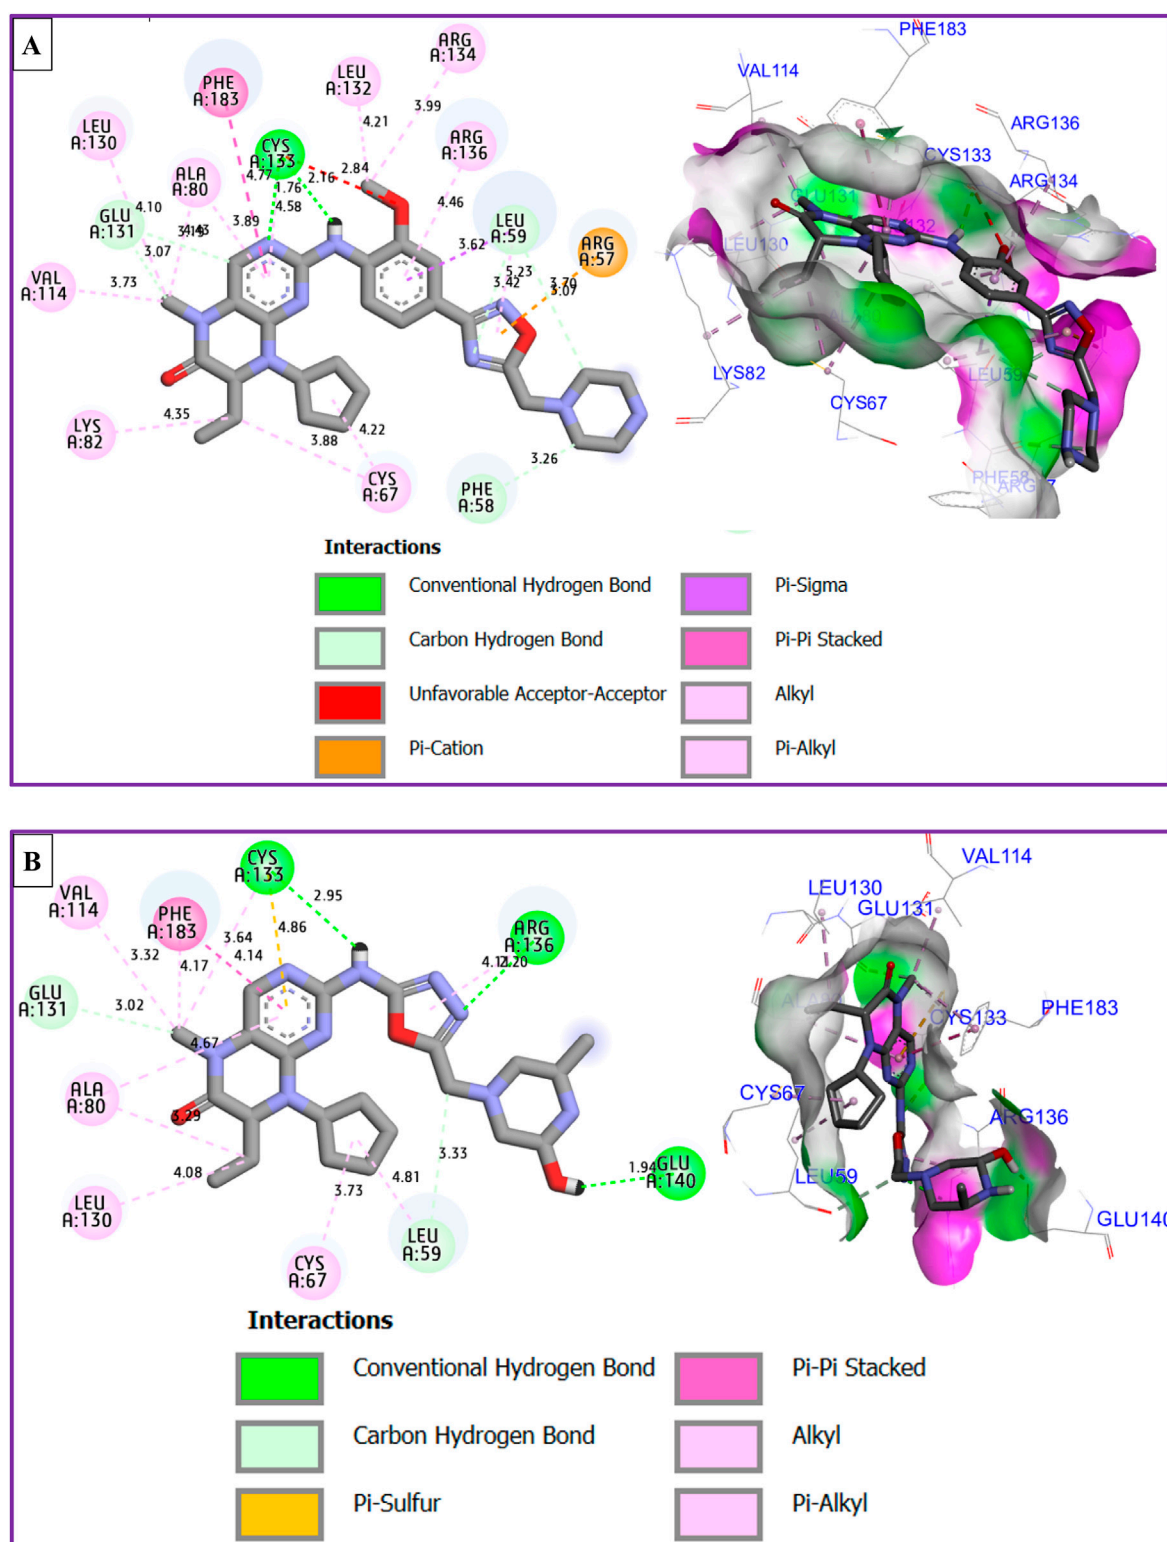 A
PHE
A:183
LEU
A:132
ARG
A:134
LEU
A:130
CYS
A:133
ARG
A:136
ALA
A:80
GLU
A:131
LEU
A:59
ARG
A:57
VAL
A:114
LYS
A:82
CYS
A:67
PHE
A:58
4.21
3.99
2.84
4.77
2.16
1.76
4.58
4.46
4.10
3.89
3.62
3.07
5.23
3.42
3.70
3.07
3.73
4.35
4.22
3.88
3.26
PHE183
VAL114
ARG136
CYS133
ARG134
GLU131
LEU130
LYS82
CYS67
LEU59
PHE58
Interactions
Conventional Hydrogen Bond
Carbon Hydrogen Bond
Unfavorable Acceptor-Acceptor
Pi-Cation
Pi-Sigma
Pi-Pi Stacked
Alkyl
Pi-Alkyl
B
CYS
A:133
VAL
A:114
PHE
A:183
ARG
A:136
GLU
A:131
ALA
A:80
LEU
A:130
CYS
A:67
LEU
A:59
GLU
A:140
2.95
4.86
3.64
3.32
4.17
4.14
2.20
3.02
4.67
3.29
4.08
3.73
4.81
3.33
1.94
VAL114
LEU130
GLU131
PHE183
CYS133
CYS67
ARG136
LEU59
GLU140
Interactions
Conventional Hydrogen Bond
Carbon Hydrogen Bond
Pi-Sulfur
Pi-Pi Stacked
Alkyl
Pi-Alkyl